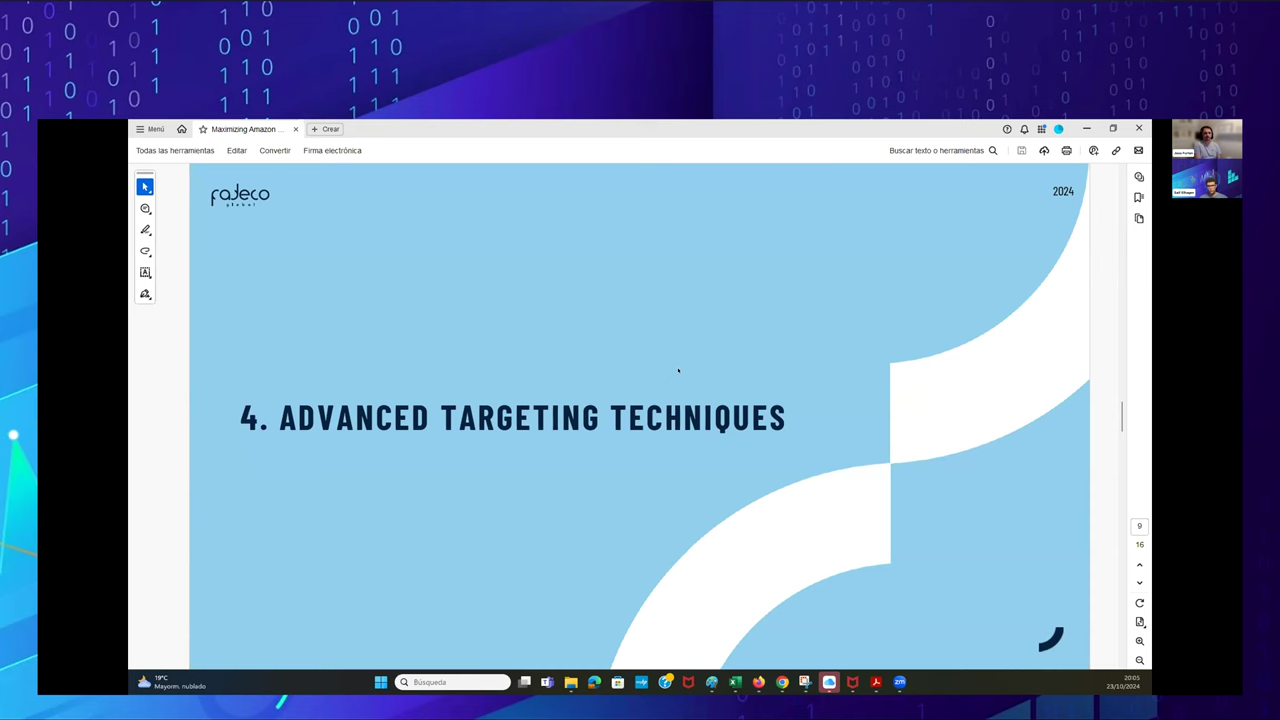 Menú
Maximizing Amazon ...
Crear
Todas las herramientas
Editar
Convertir
Firma electrónica
Buscar texto o herramientas
fadeco
global
2024
4. ADVANCED TARGETING TECHNIQUES
9
16
19°C
Mayorm. nublado
Búsqueda
20:05
23/10/2024